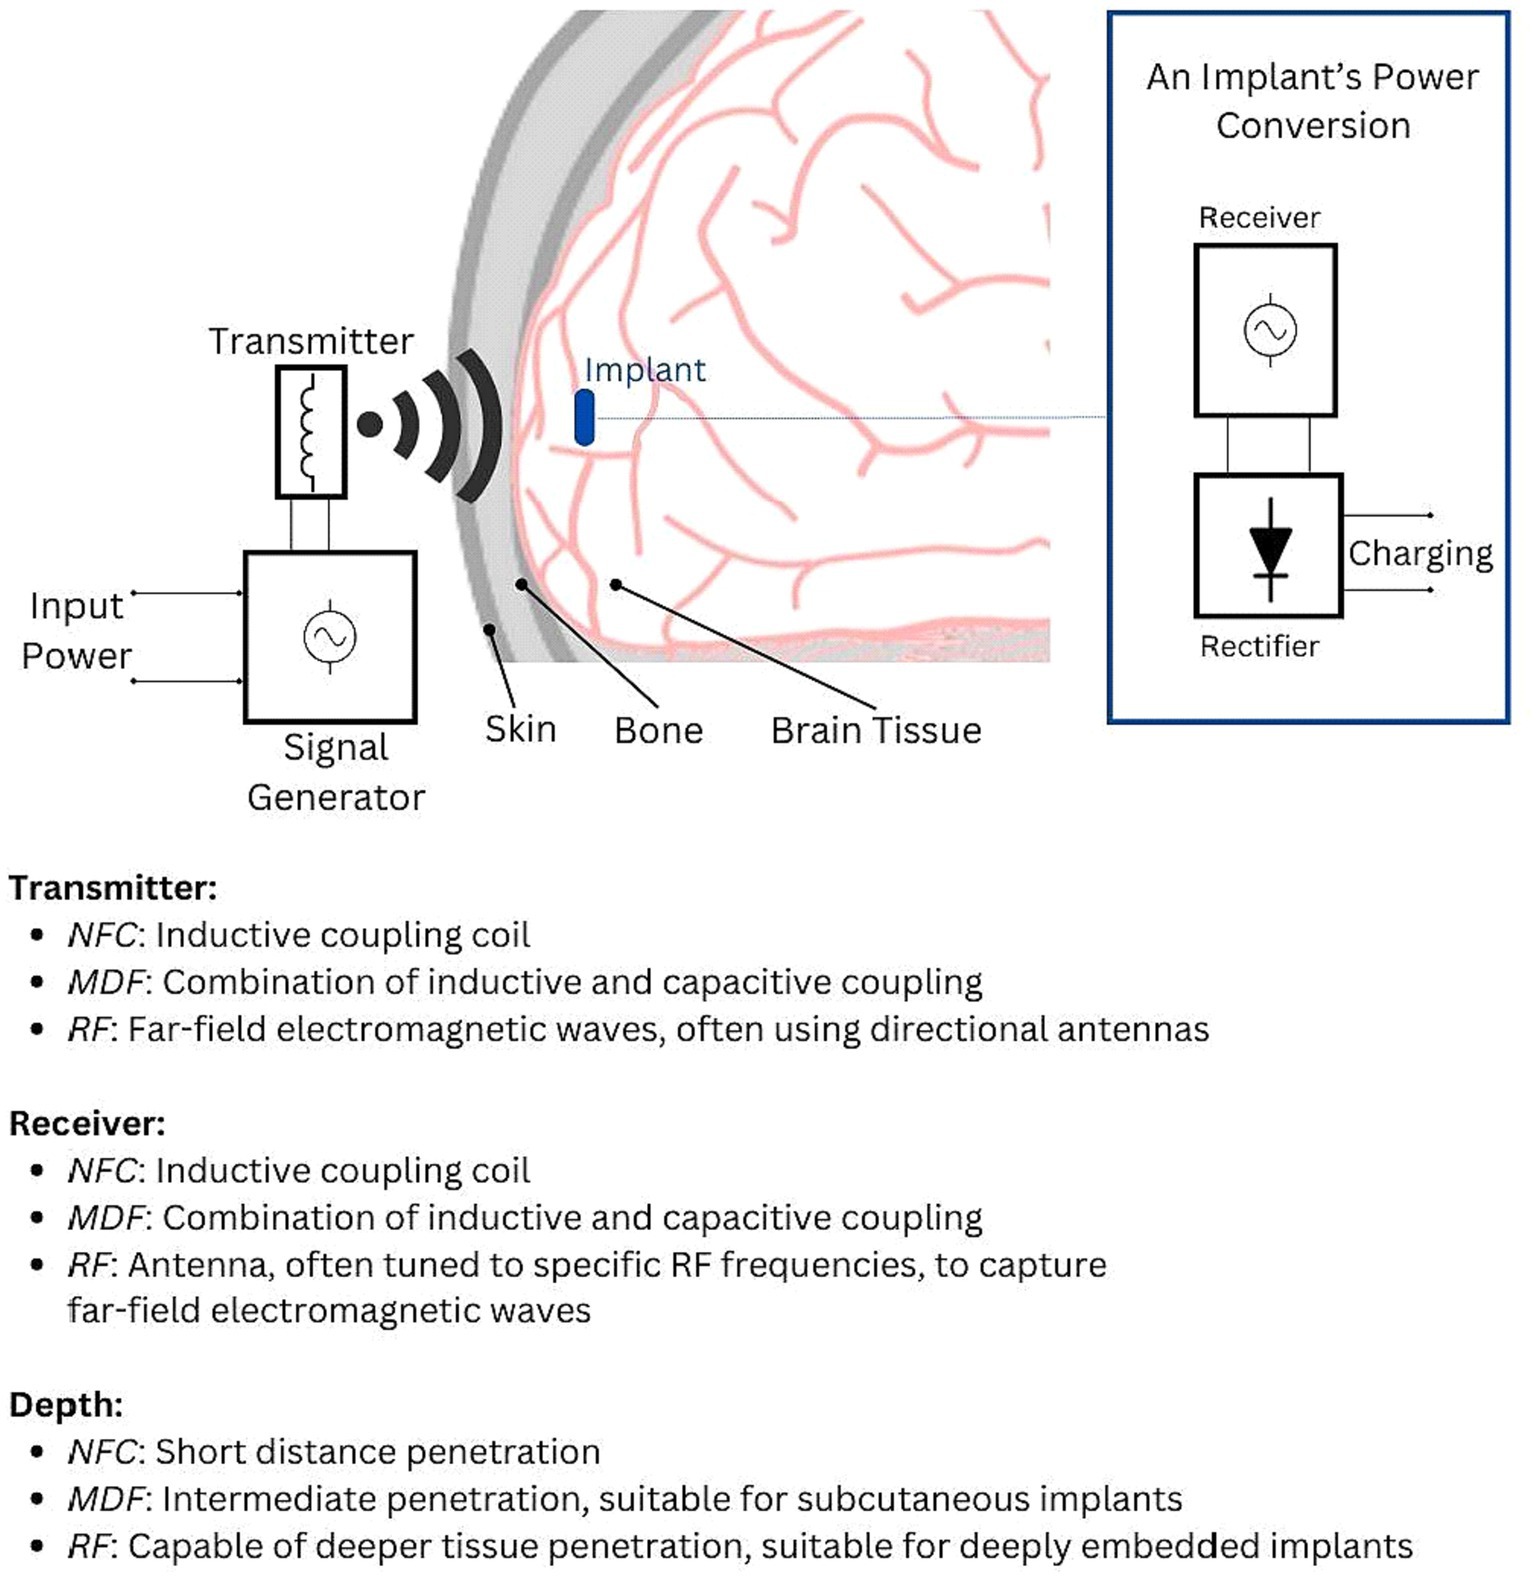 An Implant’s Power
Conversion
Receiver
Transmitter
Implant
Input
Power
Charging
Rectifier
Skin
Bone
Brain Tissue
Signal
Generator
Transmitter:
• NFC: Inductive coupling coil
• MDF: Combination of inductive and capacitive coupling
• RF: Far-field electromagnetic waves, often using directional antennas
Receiver:
• NFC: Inductive coupling coil
• MDF: Combination of inductive and capacitive coupling
• RF: Antenna, often tuned to specific RF frequencies, to capture
far-field electromagnetic waves
Depth:
• NFC: Short distance penetration
• MDF: Intermediate penetration, suitable for subcutaneous implants
• RF: Capable of deeper tissue penetration, suitable for deeply embedded implants